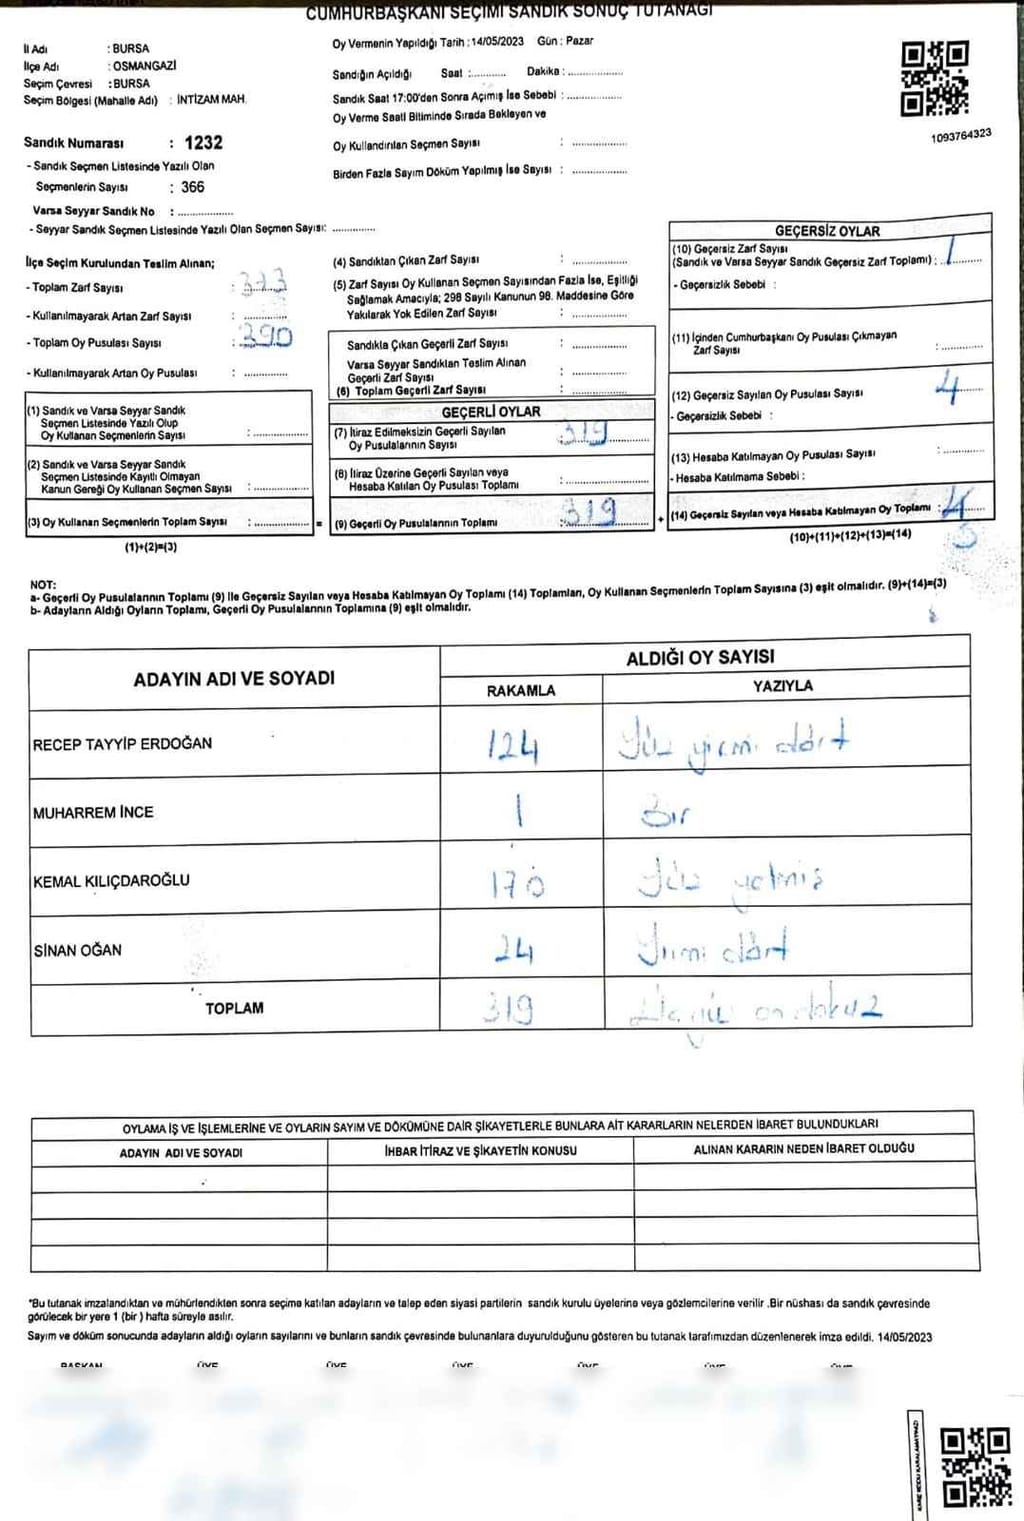 CUMHURBAŞKANI SEÇİMİ SANDIK SONUÇ TUTANAĞI
İl Adı : BURSA
İlçe Adı : OSMANGAZİ
Seçim Çevresi : BURSA
Seçim Bölgesi (Mahalle Adı) : İNTİZAM MAH.
Sandık Numarası : 1232
- Sandık Seçmen Listesinde Yazılı Olan
Seçmenlerin Sayısı : 366
Varsa Seyyar Sandık No : ..................
- Seyyar Sandık Seçmen Listesinde Yazılı Olan Seçmen Sayısı: ..............
Oy Vermenin Yapıldığı Tarih : 14/05/2023 Gün : Pazar
Sandığın Açıldığı Saat :............ Dakika : ..................
Sandık Saat 17:00'den Sonra Açımış İse Sebebi : ..................
Oy Verme Saati Bitiminde Sırada Bekleyen ve
Oy Kullandırılan Seçmen Sayısı : ..................
Birden Fazla Sayım Döküm Yapılmış İse Sayısı : ..................
1093764323
İlçe Seçim Kurulundan Teslim Alınan;
- Toplam Zarf Sayısı : 373
- Kullanılmayarak Artan Zarf Sayısı : ..............
- Toplam Oy Pusulası Sayısı : 390
- Kullanılmayarak Artan Oy Pusulası : ..............
(1) Sandık ve Varsa Seyyar Sandık
Seçmen Listesinde Yazılı Olup
Oy Kullanan Seçmenlerin Sayısı : ..................
(2) Sandık ve Varsa Seyyar Sandık
Seçmen Listesinde Kayıtlı Olmayan
Kanun Gereği Oy Kullanan Seçmen Sayısı : ..................
(3) Oy Kullanan Seçmenlerin Toplam Sayısı : .................. =
(1)+(2)=(3)
(4) Sandıktan Çıkan Zarf Sayısı : ..................
(5) Zarf Sayısı Oy Kullanan Seçmen Sayısından Fazla İse, Eşitliği
Sağlamak Amacıyla; 298 Sayılı Kanunun 98. Maddesine Göre
Yakılarak Yok Edilen Zarf Sayısı : ..................
Sandıkta Çıkan Geçerli Zarf Sayısı : ..................
Varsa Seyyar Sandıktan Teslim Alınan
Geçerli Zarf Sayısı : ..................
(6) Toplam Geçerli Zarf Sayısı : ..................
GEÇERLİ OYLAR
(7) İtiraz Edilmeksizin Geçerli Sayılan
Oy Pusulalarının Sayısı : 319
(8) İtiraz Üzerine Geçerli Sayılan veya
Hesaba Katılan Oy Pusulası Toplamı : ..................
(9) Geçerli Oy Pusulalarının Toplamı : 319 +
GEÇERSİZ OYLAR
(10) Geçersiz Zarf Sayısı
(Sandık ve Varsa Seyyar Sandık Geçersiz Zarf Toplamı) : 1
- Geçersizlik Sebebi :
(11) İçinden Cumhurbaşkanı Oy Pusulası Çıkmayan
Zarf Sayısı : ..............
(12) Geçersiz Sayılan Oy Pusulası Sayısı 4
- Geçersizlik Sebebi :
(13) Hesaba Katılmayan Oy Pusulası Sayısı : ..............
- Hesaba Katılmama Sebebi :
(14) Geçersiz Sayılan veya Hesaba Katılmayan Oy Toplamı : 4
(10)+(11)+(12)+(13)=(14) 5
NOT:
a- Geçerli Oy Pusulalannın Toplamı (9) ile Geçersiz Sayılan veya Hesaba Katılmayan Oy Toplamı (14) Toplamları, Oy Kullanan Seçmenlerin Toplam Sayısına (3) eşit olmalıdır. (9)+(14)=(3)
b- Adayların Aldığı Oyların Toplamı, Geçerli Oy Pusulalarının Toplamına (9) eşit olmalıdır.
ADAYIN ADI VE SOYADI ALDIĞI OY SAYISI
RAKAMLA YAZIYLA
RECEP TAYYİP ERDOĞAN 124 Yüz yirmi dört
MUHARREM İNCE 1 Bir
KEMAL KILIÇDAROĞLU 170 Yüz yetmiş
SİNAN OĞAN 24 Yirmi dört
TOPLAM 319 Üçyüz on dokuz
OYLAMA İŞ VE İŞLEMLERİNE VE OYLARIN SAYIM VE DÖKÜMÜNE DAİR ŞİKAYETLERLE BUNLARA AİT KARARLARIN NELERDEN İBARET BULUNDUKLARI
ADAYIN ADI VE SOYADI İHBAR İTİRAZ VE ŞİKAYETİN KONUSU ALINAN KARARIN NEDEN İBARET OLDUĞU
*Bu tutanak imzalandıktan ve mühürlendikten sonra seçime katılan adayların ve talep eden siyasi partilerin sandık kurulu üyelerine veya gözlemcilerine verilir .Bir nüshası da sandık çevresinde
görülecek bir yere 1 (bir ) hafta süreyle asılır.
Sayım ve döküm sonucunda adayların aldığı oyların sayılarını ve bunların sandık çevresinde bulunanlara duyurulduğunu gösteren bu tutanak tarafımızdan düzenlenerek imza edildi. 14/05/2023
BAŞKAN ÜYE ÜYE ÜYE ÜYE ÜYE ÜYE
KARE KODU KARALAMAYINIZ!